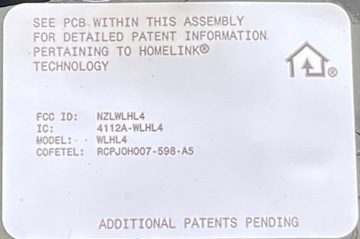 SEE PCB WITHIN THIS ASSEMBLY
FOR DETAILED PATENT INFORMATION
PERTAINING TO HOMELINK®
TECHNOLOGY
®
FCC ID: NZLWLHL4
IC: 4112A-WLHL4
MODEL: WLHL4
COFETEL: RCPJOHO07-598-A5
ADDITIONAL PATENTS PENDING